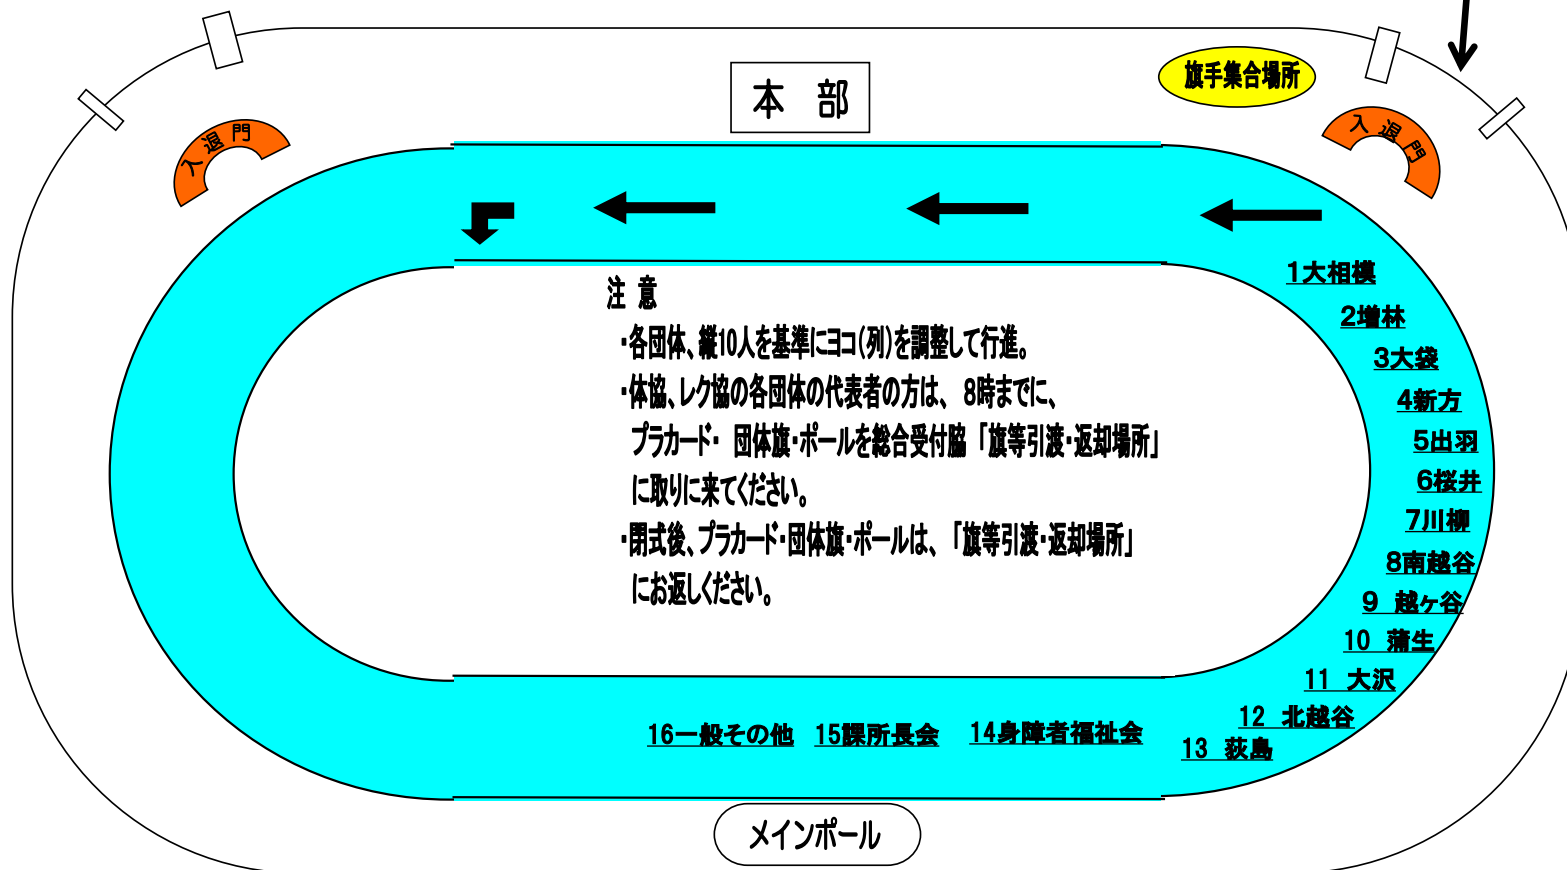 本　部
旗手集合場所
入退門
入退門
注 意
・各団体、縦10人を基準にヨコ(列)を調整して行進。
・体協、レク協の各団体の代表者の方は、8時までに、
プラカード・ 団体旗・ポールを総合受付脇「旗等引渡・返却場所」
に取りに来てください。
・閉式後、プラカード・団体旗・ポールは、「旗等引渡・返却場所」
にお返しください。
1大相模
2増林
3大袋
4新方
5出羽
6桜井
7川柳
8南越谷
9 越ヶ谷
10 蒲生
11 大沢
12 北越谷
13 荻島
14身障者福祉会
15課所長会
16一般その他
メインポール